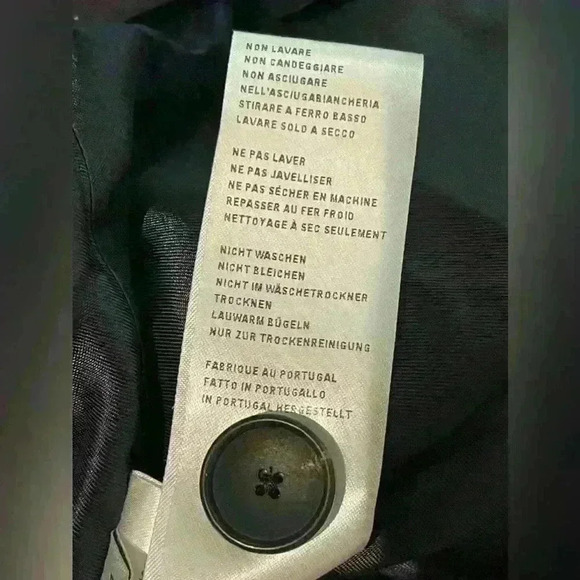 NON LAVARE
NON CANDEGGIARE
NON ASCIUGARE
NELL'ASCIUGABIANCHERIA
STIRARE A FERRO BASSO
LAVARE SOLO A SECCO
NE PAS LAVER
NE PAS JAVELLISER
NE PAS SÉCHER EN MACHINE
REPASSER AU FER FROID
NETTOYAGE À SEC SEULEMENT
NICHT WASCHEN
NICHT BLEICHEN
NICHT IM WÄSCHETROCKNER
TROCKNEN
LAUWARM BÜGELN
NUR ZUR TROCKENREINIGUNG
FABRIQUE AU PORTUGAL
FATTO IN PORTUGALLO
IN PORTUGAL HERGESTELLT